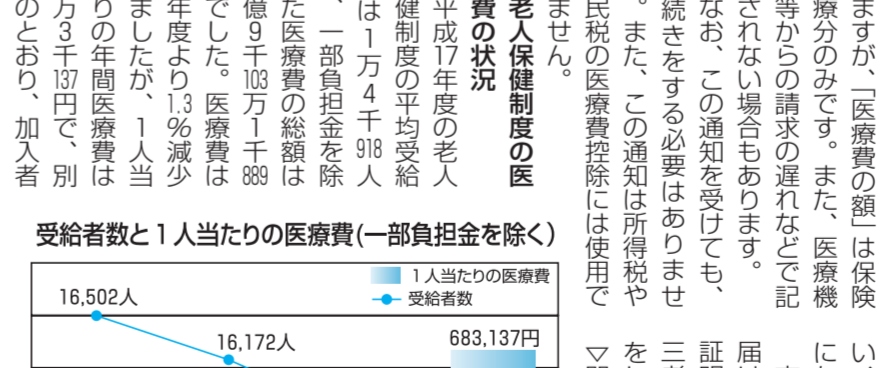 ますが、「医療費の額」は保険
療分のみです。また、医療機
等からの請求の遅れなどで記
されない場合もあります。
なお、この通知を受けても、
続きをする必要はありませ
。また、この通知は所得税や
民税の医療費控除には使用で
ません。
老人保健制度の医
費の状況
平成17年度の老人
健制度の平均受給
は1万4千918人
、一部負担金を除
た医療費の総額は
億9千103万1千889
でした。医療費は
年度より1.3%減少
ましたが、1人当
りの年間医療費は
万3千137円で、別
のとおり、加入者
受給者数と1人当たりの医療費(一部負担金を除く)
1人当たりの医療費
受給者数
16,502人
16,172人
683,137円
い
に
届
証
三
を